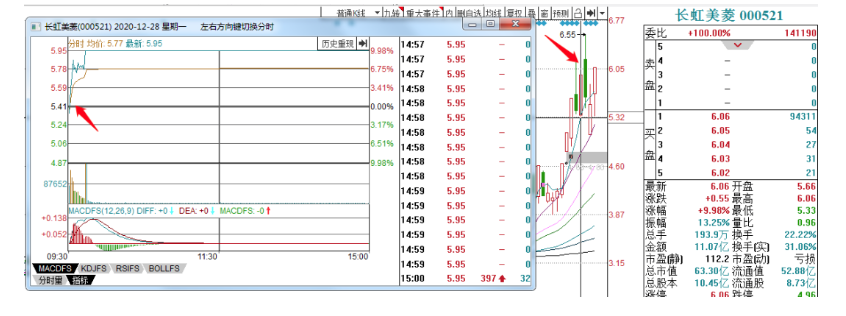 普通K线 九转 重大事件 内 删自选 均线 复权 叠 窗 预测
长虹美菱(000521) 2020-12-28 星期一 左右方向键切换分时
分时 均价: 5.77 最新: 5.95
历史重现
5.95
5.78
5.59
5.41
5.24
5.06
4.87
87652
9.98%
6.75%
3.41%
0.00%
3.17%
6.51%
9.98%
MACDFS(12,26,9) DIFF: +0↓ DEA: +0↓ MACDFS: -0↑
+0.138
+0.052
09:30 11:30 15:00
MACDFS KDJFS RSIFS BOLLFS
分时量 指标
14:57 5.95 – 0
14:57 5.95 – 0
14:57 5.95 – 0
14:58 5.95 – 0
14:58 5.95 – 0
14:58 5.95 – 0
14:58 5.95 – 0
14:58 5.95 – 0
14:58 5.95 – 0
14:59 5.95 – 0
14:59 5.95 – 0
14:59 5.95 – 0
14:59 5.95 – 0
14:59 5.95 – 0
14:59 5.95 – 0
15:00 5.95 397 32
6.55
6.77
6.05
5.32
4.60
3.87
3.15
长虹美菱 000521
委比 +100.00% 141190
卖盘
5 0
4 – 0
3 – 0
2 – 0
1 – 0
买盘
1 6.06 94311
2 6.05 54
3 6.04 27
4 6.03 31
5 6.02 21
最新 6.06 开盘 5.66
涨跌 +0.55 最高 6.06
涨幅 +9.98% 最低 5.33
振幅 13.25% 量比 0.96
总手 193.9万 换手 22.22%
金额 11.07亿 换手(实) 31.06%
市盈(静) 112.2 市盈(动) 亏损
总市值 63.30亿 流通值 52.88亿
总股本 10.45亿 流通股 8.73亿
涨停 6.06 跌停 4.96